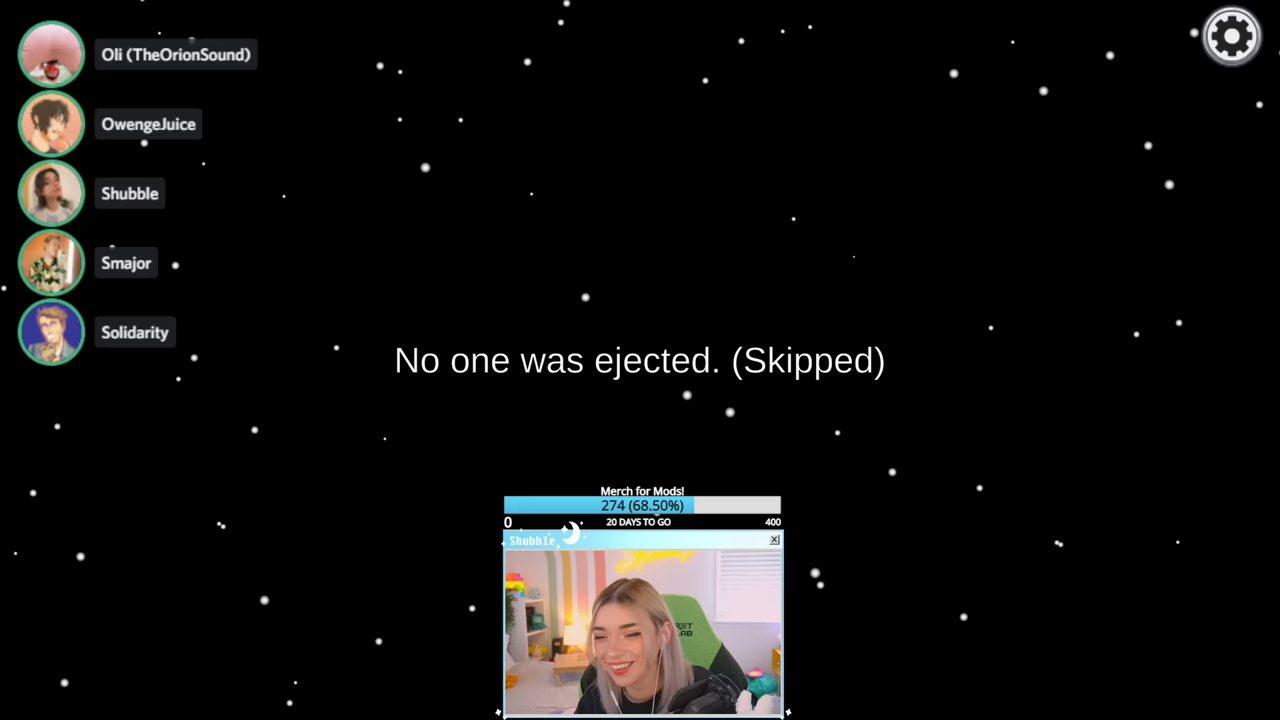 Oli (TheOrionSound)
OwengeJuice
Shubble
Smajor
Solidarity
No one was ejected. (Skipped)
Merch for Mods!
274 (68.50%)
0
20 DAYS TO GO
400
Shubble